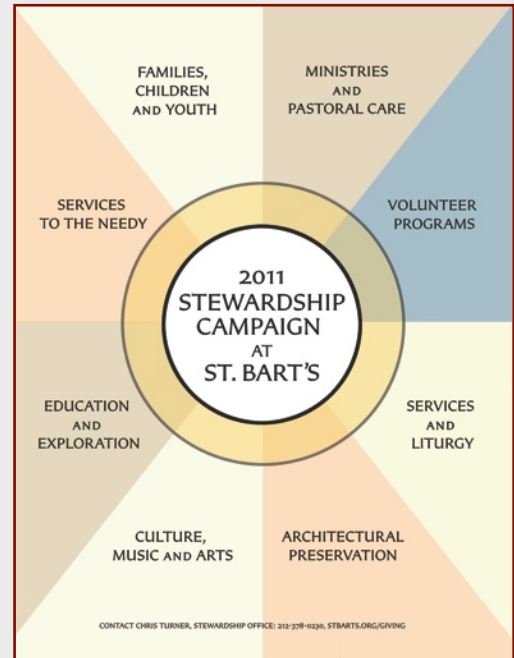 FAMILIES,
CHILDREN
AND YOUTH
MINISTRIES
AND
PASTORAL CARE
SERVICES
TO THE NEEDY
VOLUNTEER
PROGRAMS
2011
STEWARDSHIP
CAMPAIGN
AT
ST. BART'S
EDUCATION
AND
EXPLORATION
SERVICES
AND
LITURGY
CULTURE,
MUSIC AND ARTS
ARCHITECTURAL
PRESERVATION
CONTACT CHRIS TURNER, STEWARDSHIP OFFICE: 212-378-0230, STBARTS.ORG/GIVING